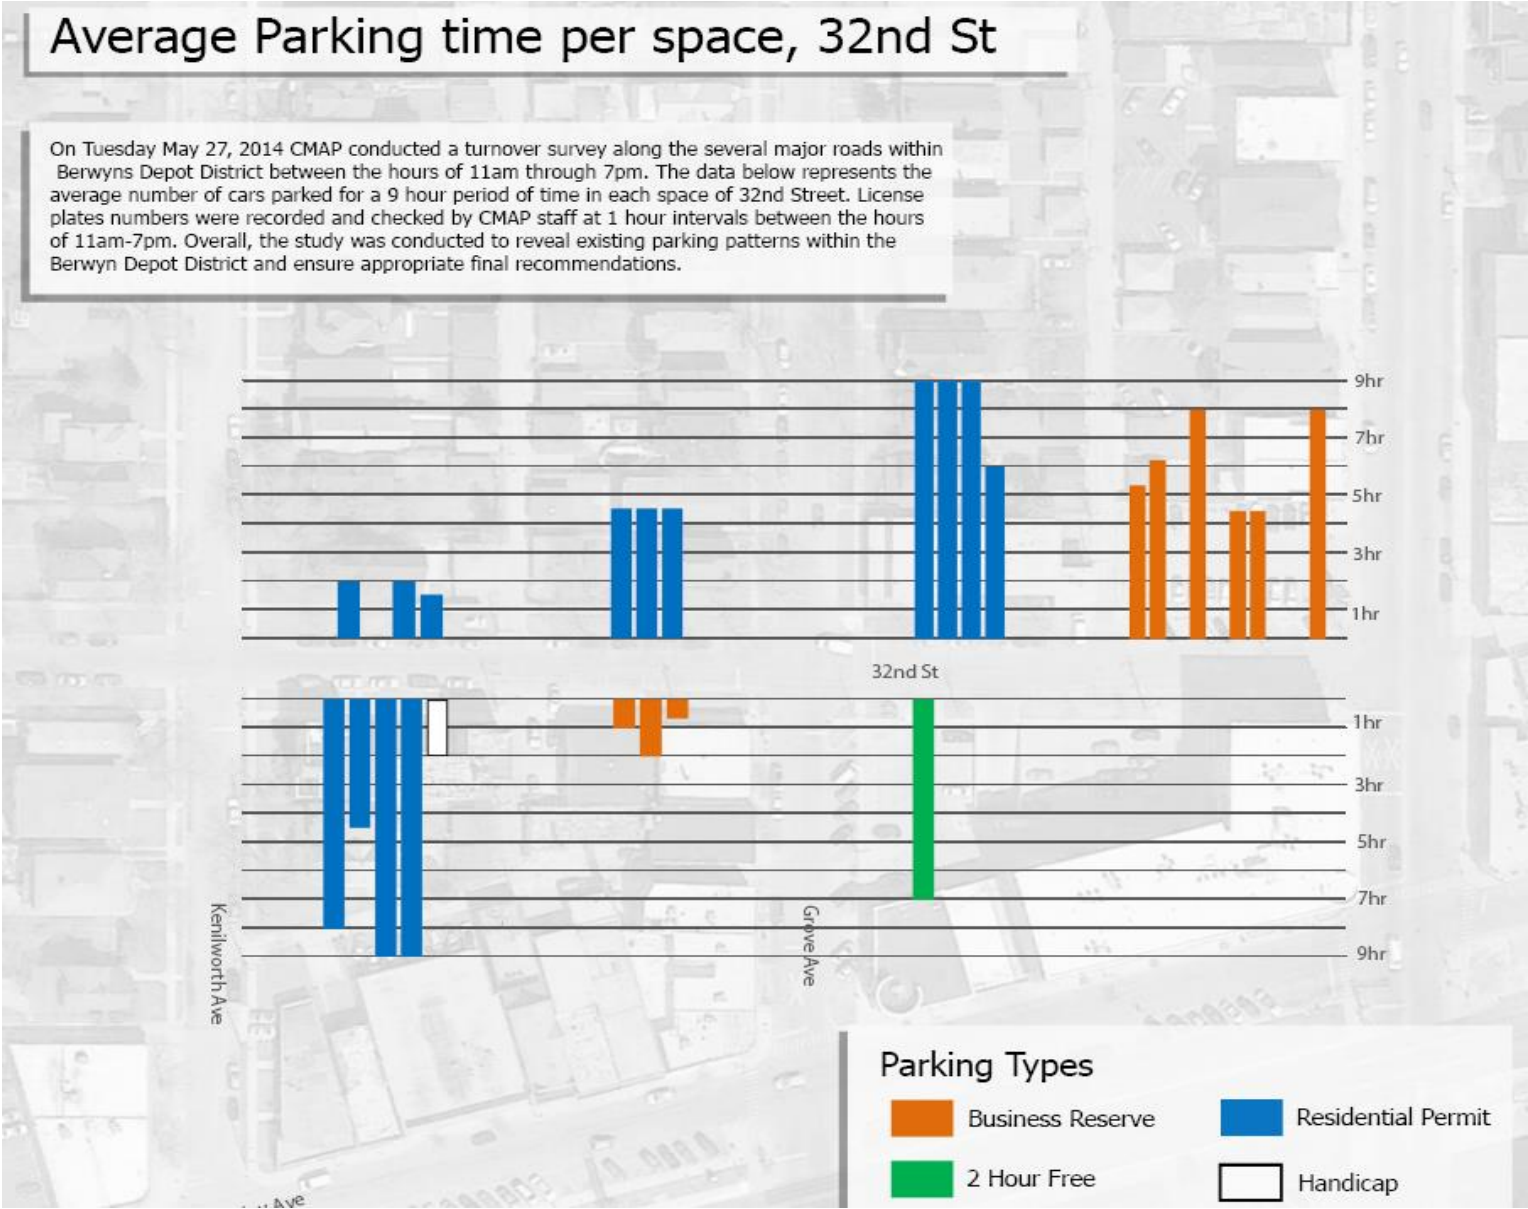 Average Parking time per space, 32nd St
On Tuesday May 27, 2014 CMAP conducted a turnover survey along the several major roads within
Berwyns Depot District between the hours of 11am through 7pm. The data below represents the
average number of cars parked for a 9 hour period of time in each space of 32nd Street. License
plates numbers were recorded and checked by CMAP staff at 1 hour intervals between the hours
of 11am-7pm. Overall, the study was conducted to reveal existing parking patterns within the
Berwyn Depot District and ensure appropriate final recommendations.
9hr
7hr
5hr
3hr
1hr
32nd St
1hr
3hr
5hr
7hr
9hr
Kenilworth Ave
Grove Ave
Ave
Parking Types
Business Reserve
Residential Permit
2 Hour Free
Handicap